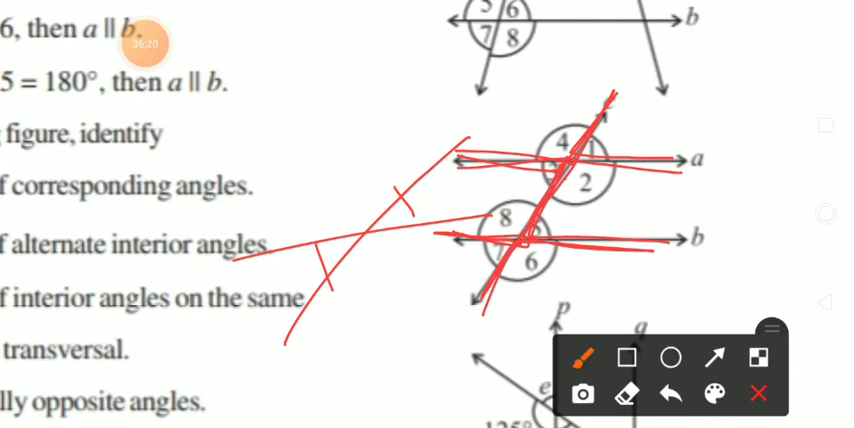 5 6
b
7 8
6, then a || b.
36:20
5 = 180°, then a || b.
figure, identify
4 1
a
2
f corresponding angles.
8
b
7 6
f alternate interior angles.
f interior angles on the same
transversal.
p
q
e
125°
lly opposite angles.